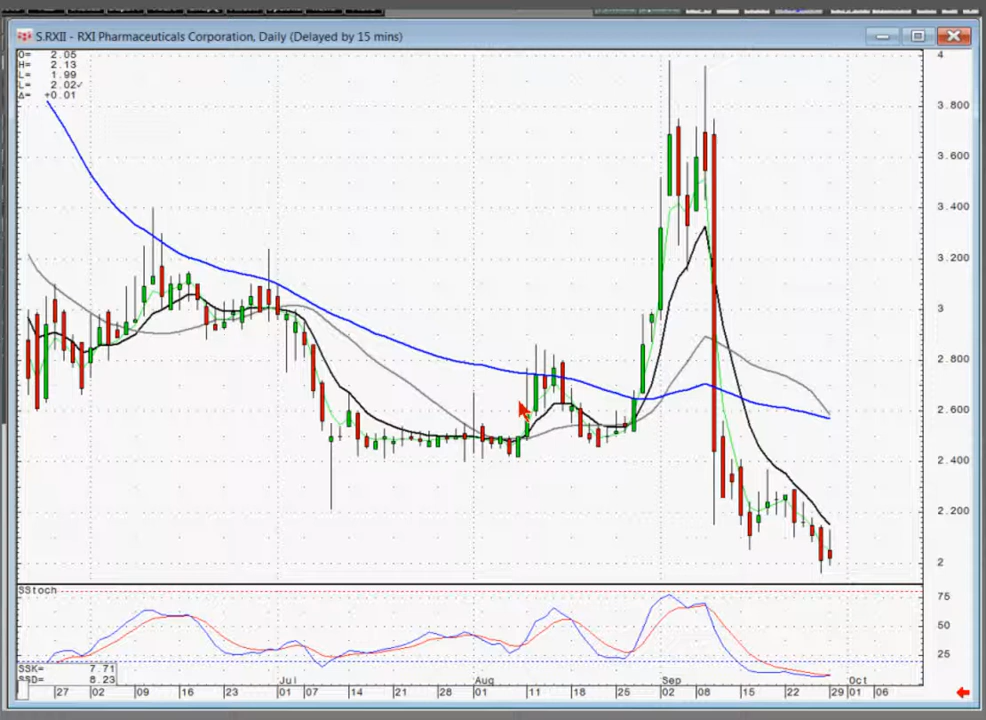 S.RXII - RXI Pharmaceuticals Corporation, Daily (Delayed by 15 mins)
O= 2.05
H= 2.13
L= 1.99
L= 2.02✓
Δ= +0.01
4
3.800
3.600
3.400
3.200
3
2.800
2.600
2.400
2.200
2
SStoch
75
50
25
SSK= 7.71
SSD= 8.23
Jul Aug Sep Oct
27 02 09 16 23 01 07 14 21 28 01 11 18 25 02 08 15 22 29 01 06